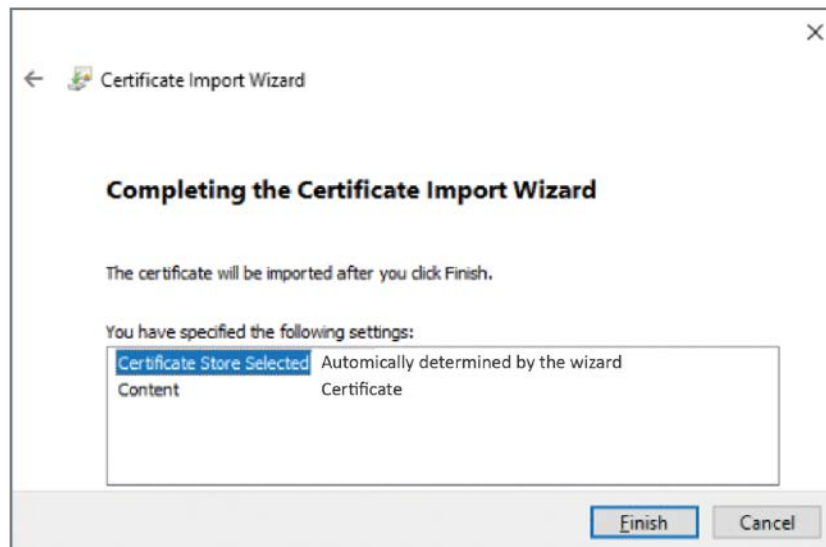 Certificate Import Wizard
Completing the Certificate Import Wizard
The certificate will be imported after you click Finish.
You have specified the following settings:
Certificate Store Selected Automically determined by the wizard
Content Certificate
Finish Cancel